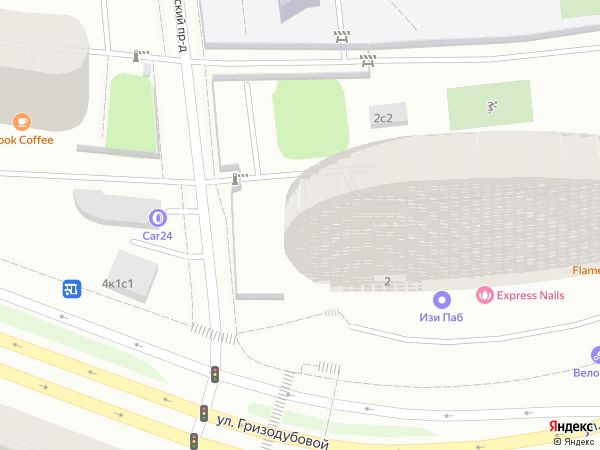 ский пр-д
ook Coffee
2с2
Car24
4к1с1
2
Flame
Express Nails
Изи Паб
Вело
ул. Гризодубовой
Яндекс
© Яндекс